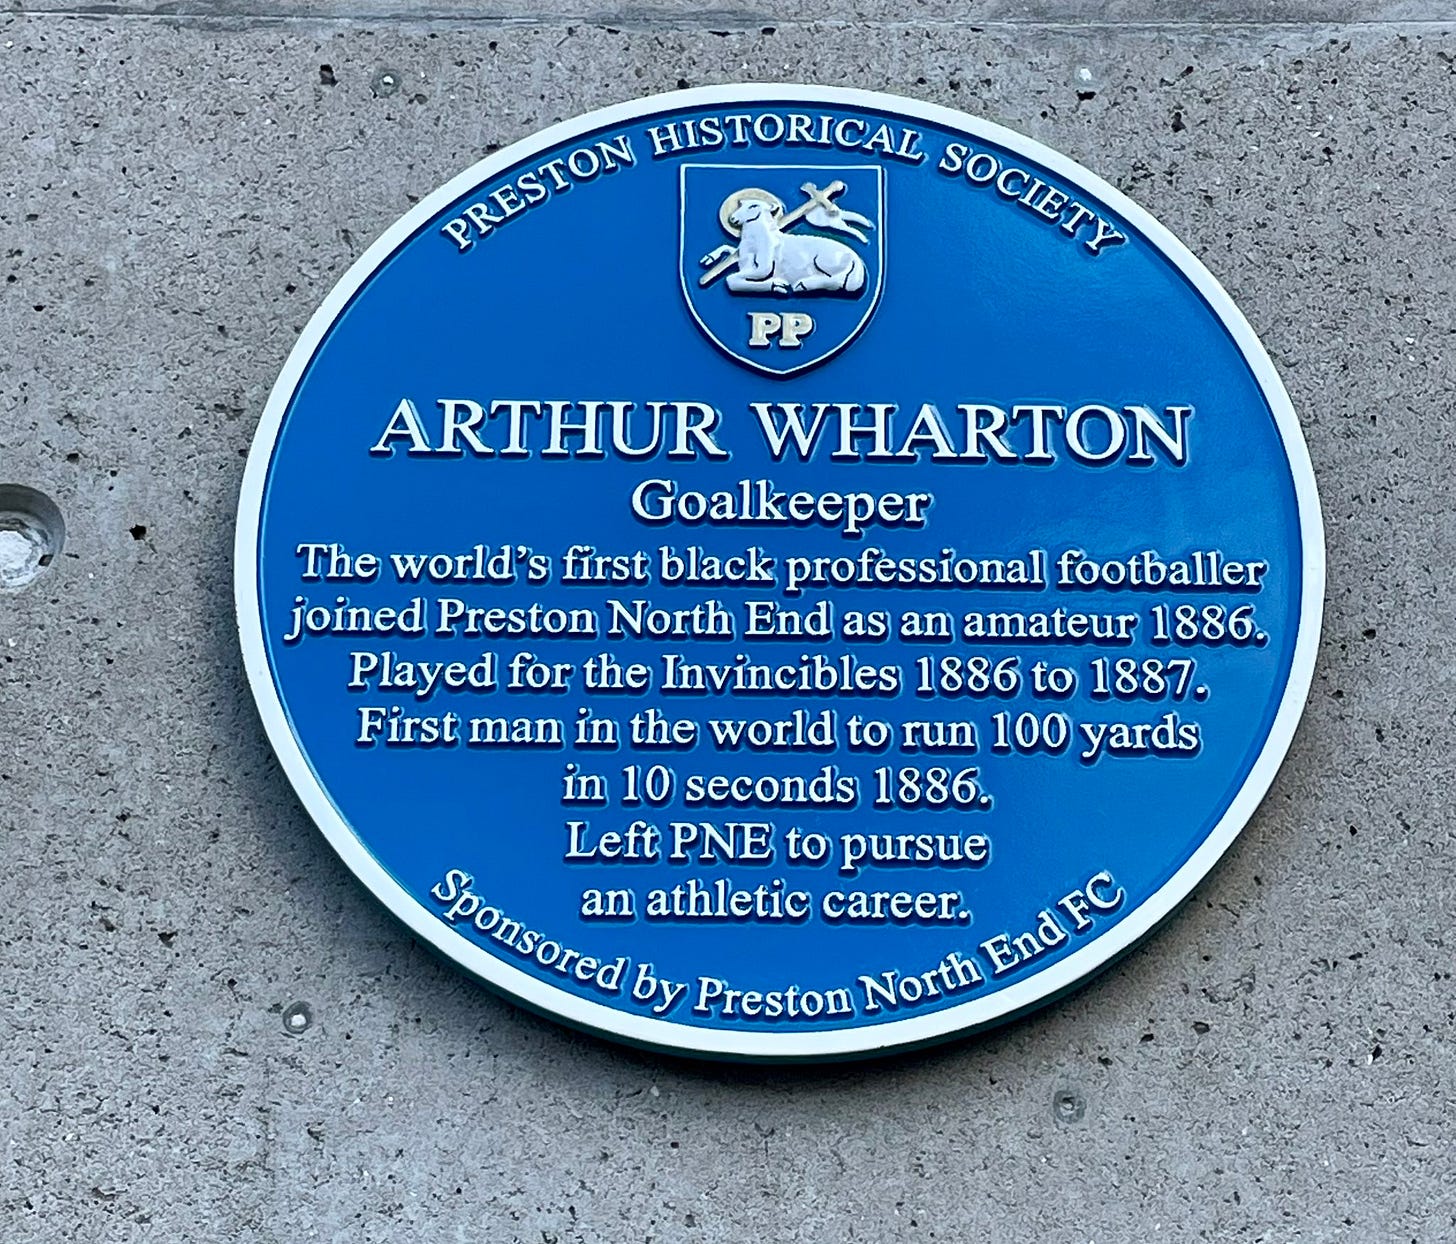 PRESTON HISTORICAL SOCIETY
PP
ARTHUR WHARTON
Goalkeeper
The world’s first black professional footballer
joined Preston North End as an amateur 1886.
Played for the Invincibles 1886 to 1887.
First man in the world to run 100 yards
in 10 seconds 1886.
Left PNE to pursue
an athletic career.
Sponsored by Preston North End FC